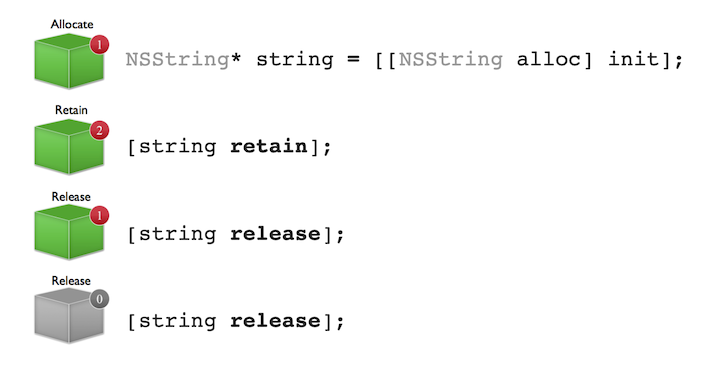 Allocate
1
NSString* string = [[NSString alloc] init];
Retain
2
[string retain];
Release
1
[string release];
Release
0
[string release];